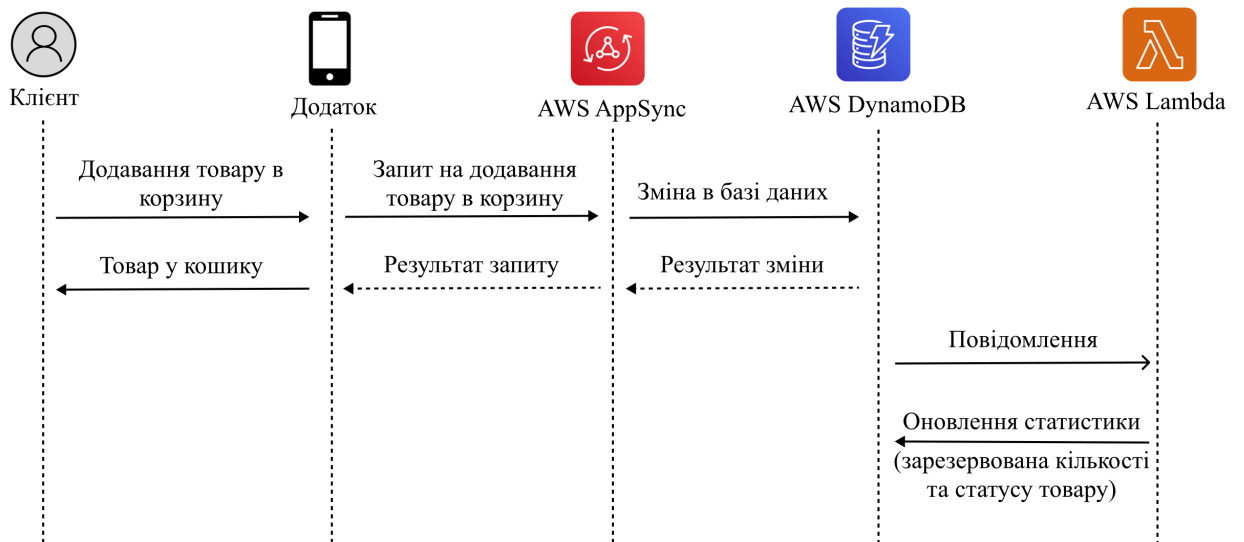 Клієнт
Додаток
AWS AppSync
AWS DynamoDB
AWS Lambda
Додавання товару в
корзину
Запит на додавання
товару в корзину
Зміна в базі даних
Товар у кошику
Результат запиту
Результат зміни
Повідомлення
Оновлення статистики
(зарезервована кількості
та статусу товару)